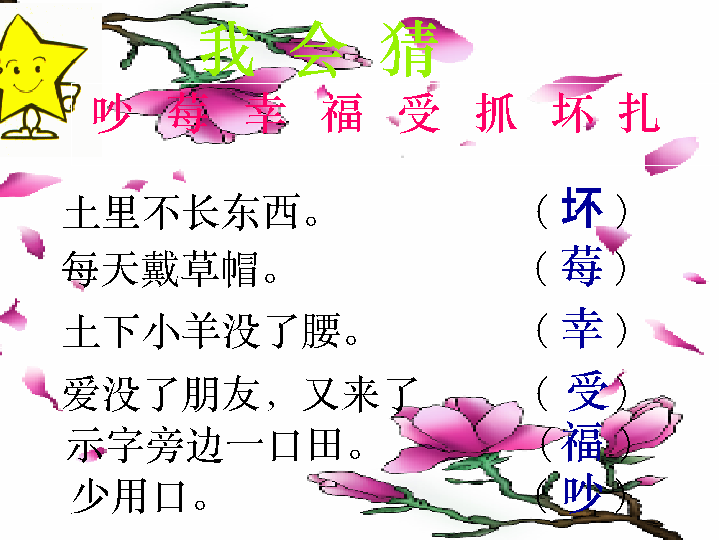 我 会 猜
吵 莓 幸 福 受 抓 坏 扎
土里不长东西。 （坏）
每天戴草帽。 （莓）
土下小羊没了腰。 （幸）
爱没了朋友，又来了 （受）
示字旁边一口田。 （福）
少用口。 （吵）